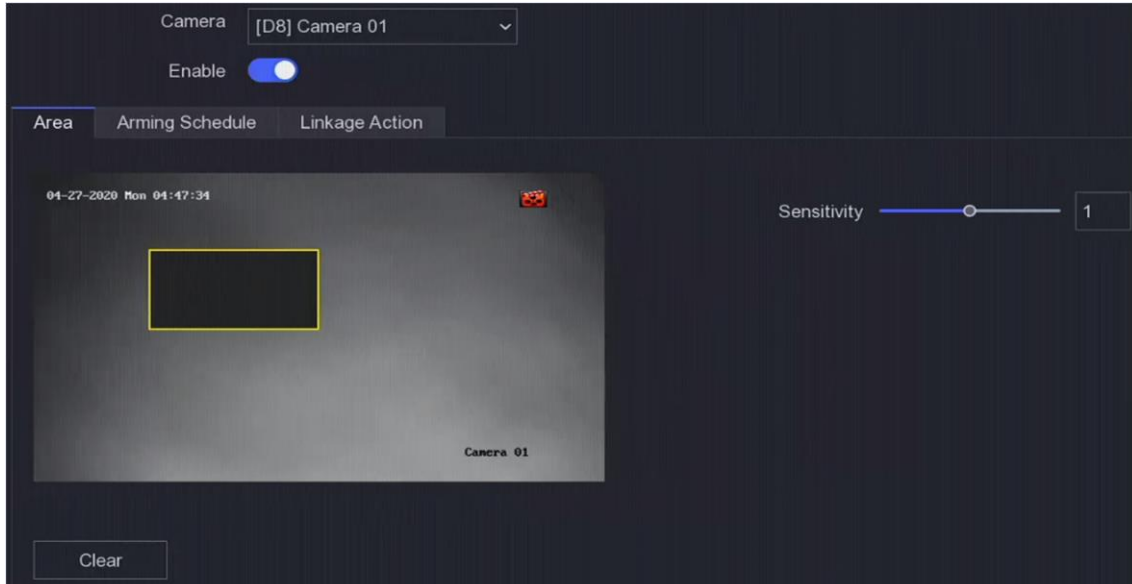 Camera [D8] Camera 01
Enable
Area Arming Schedule Linkage Action
04-27-2020 Mon 04:47:34
Sensitivity 1
Camera 01
Clear